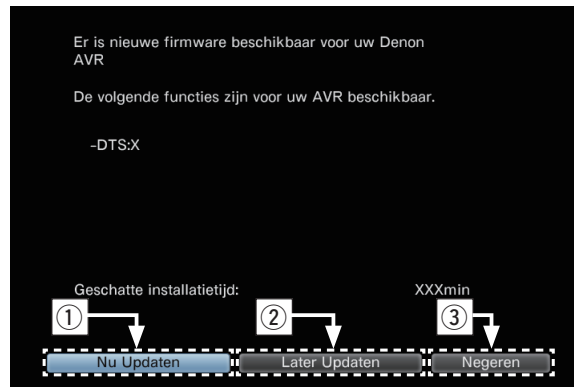 Er is nieuwe firmware beschikbaar voor uw Denon
AVR
De volgende functies zijn voor uw AVR beschikbaar.
-DTS:X
Geschatte installatietijd: XXXmin
① ② ③
Nu Updaten Later Updaten Negeren